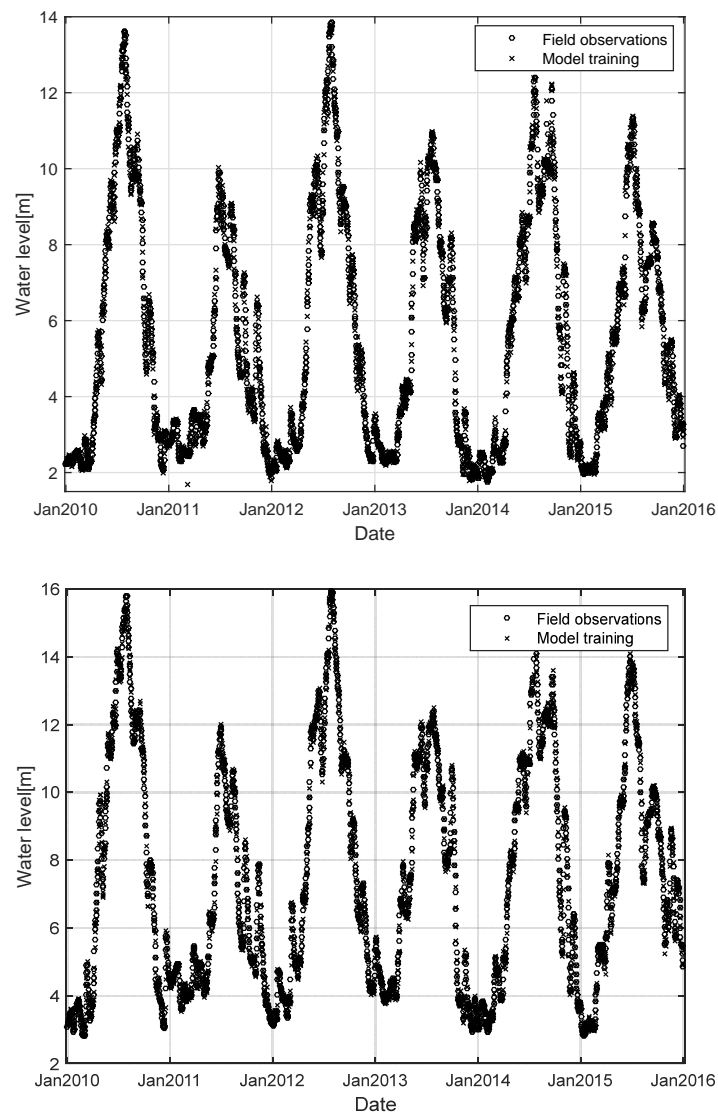 14
12
10
8
6
4
2
Water level[m]
Field observations
Model training
Jan2010 Jan2011 Jan2012 Jan2013 Jan2014 Jan2015 Jan2016
Date
16
14
12
10
8
6
4
2
Water level[m]
Field observations
Model training
Jan2010 Jan2011 Jan2012 Jan2013 Jan2014 Jan2015 Jan2016
Date